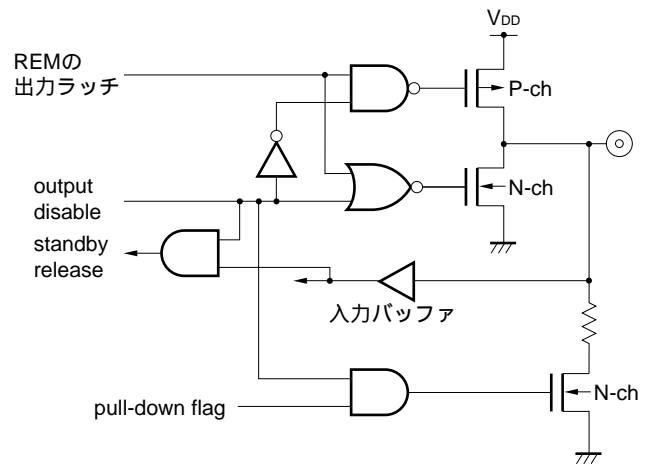 VDD
REMの
出力ラッチ
P-ch
output
disable
N-ch
standby
release
入力バッファ
N-ch
pull-down flag